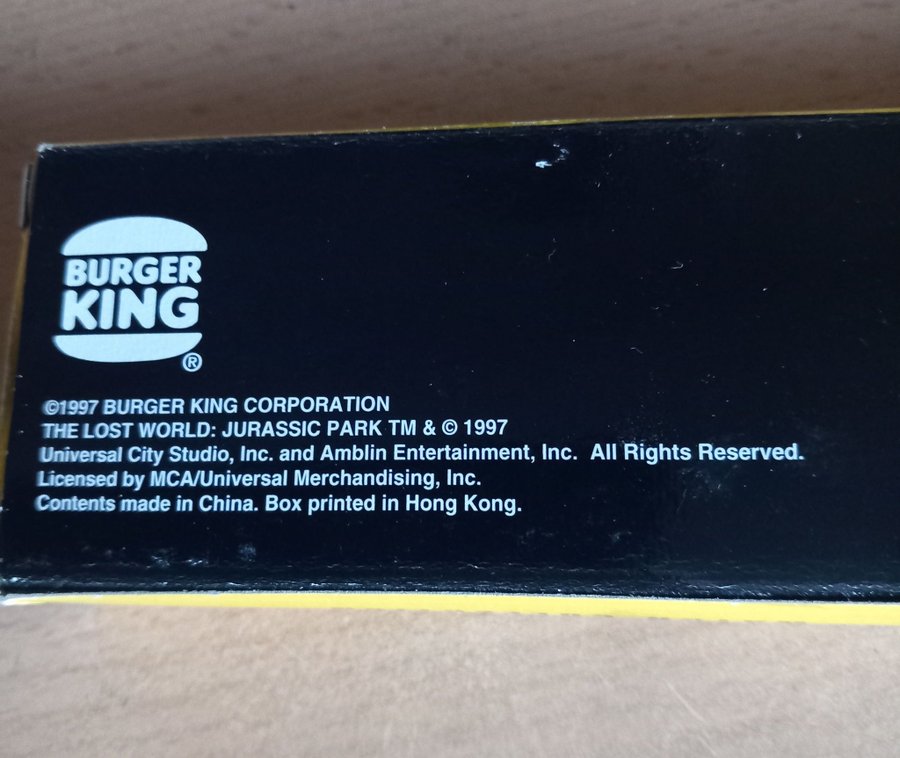 BURGER
KING
®
©1997 BURGER KING CORPORATION
THE LOST WORLD: JURASSIC PARK TM & © 1997
Universal City Studio, Inc. and Amblin Entertainment, Inc. All Rights Reserved.
Licensed by MCA/Universal Merchandising, Inc.
Contents made in China. Box printed in Hong Kong.